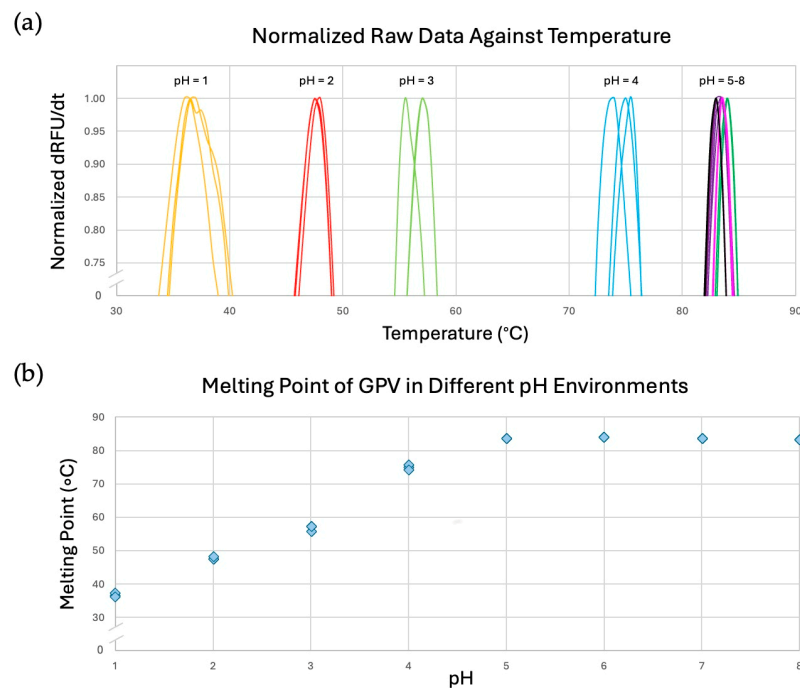 (a)
Normalized Raw Data Against Temperature
pH = 1 pH = 2 pH = 3 pH = 4 pH = 5-8
Normalized dRFU/dt
1.00
0.95
0.90
0.85
0.80
0.75
0
30 40 50 60 70 80 90
Temperature (°C)
(b)
Melting Point of GPV in Different pH Environments
Melting Point (∘C)
90
80
70
60
50
40
30
0
1 2 3 4 5 6 7 8
pH